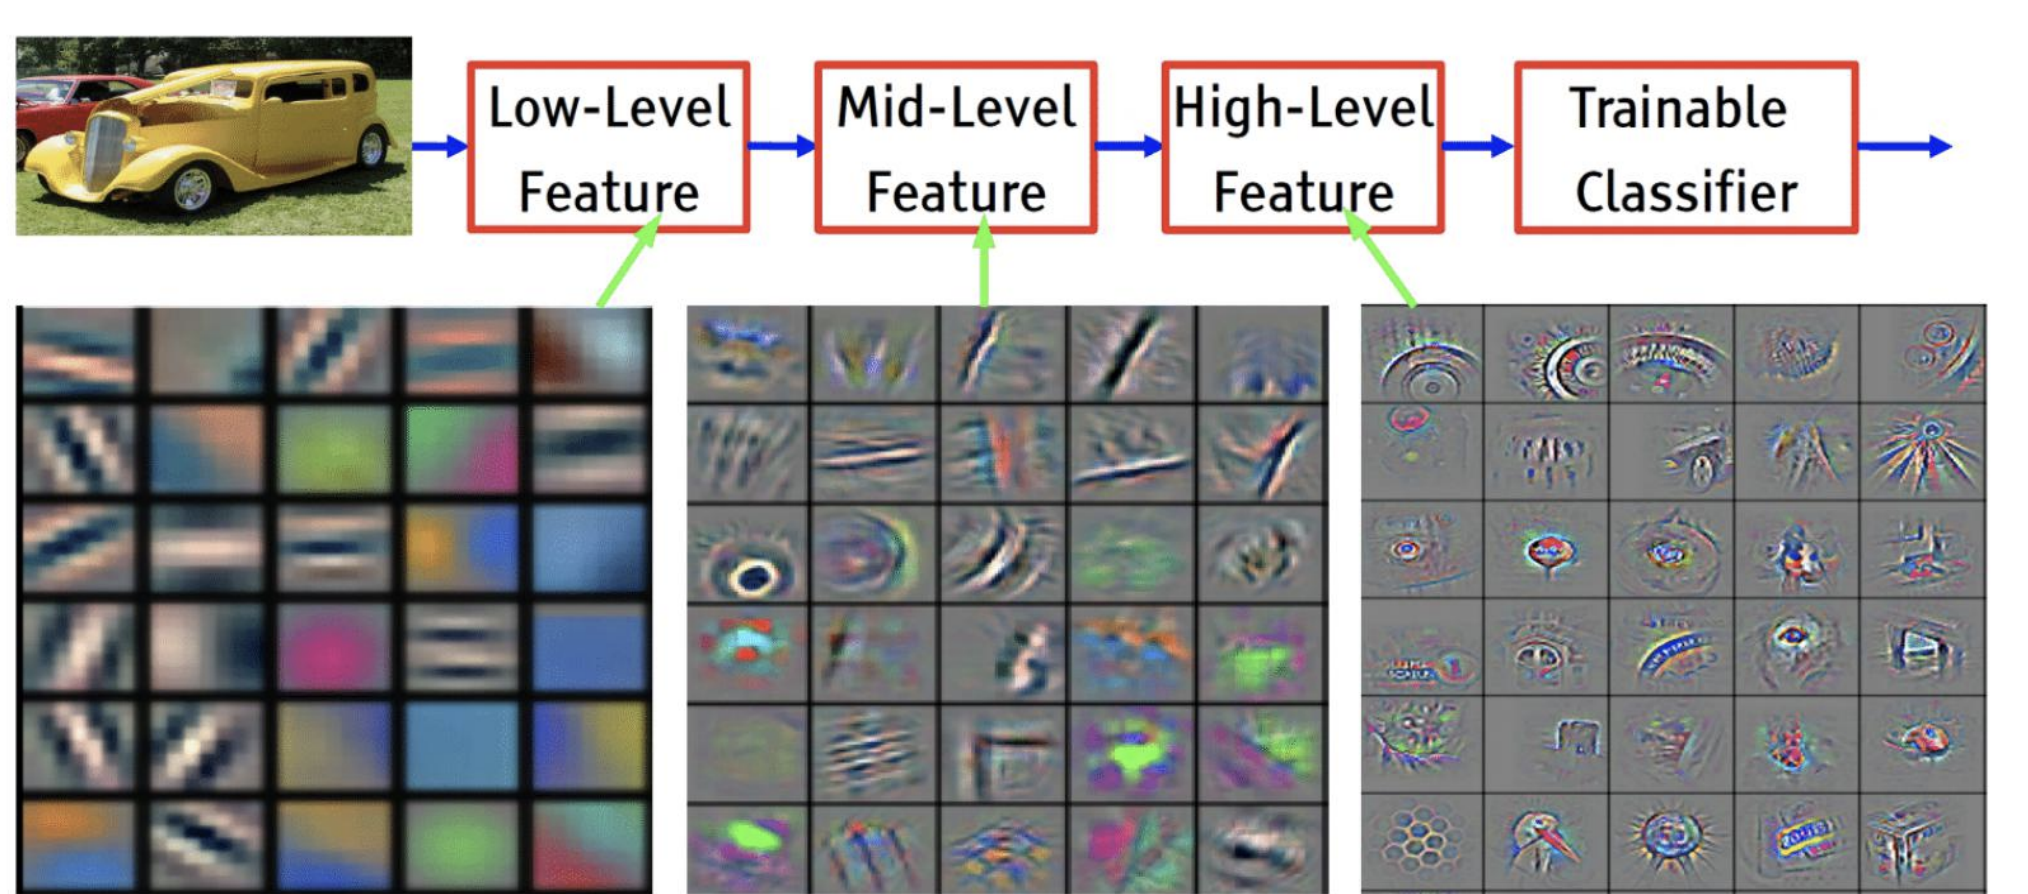 Low-Level
Feature
Mid-Level
Feature
High-Level
Feature
Trainable
Classifier